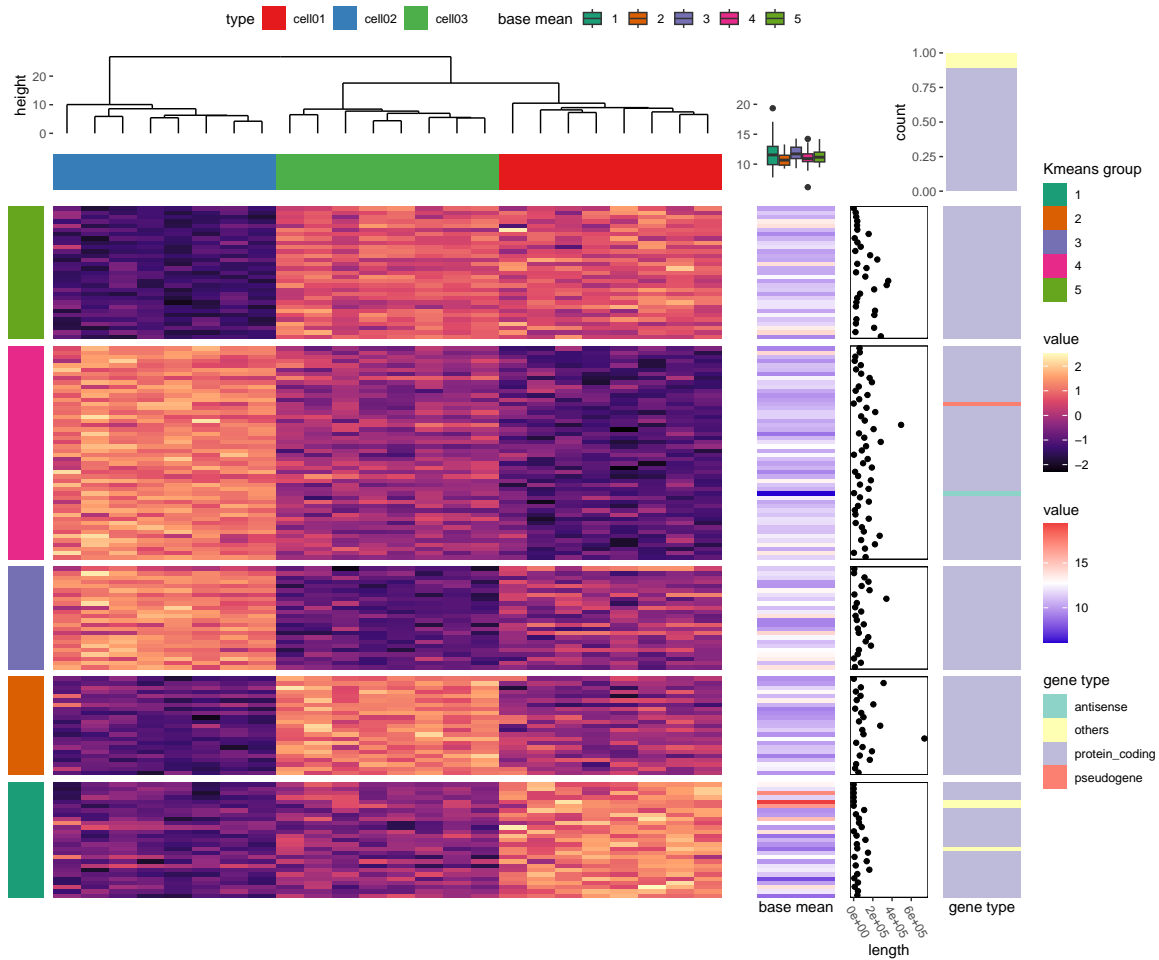 type cell01 cell02 cell03 base mean 1 2 3 4 5
height
20
10
0
20
15
10
count
1.00
0.75
0.50
0.25
0.00
Kmeans group
1
2
3
4
5
value
2
1
0
−1
−2
value
15
10
gene type
antisense
others
protein_coding
pseudogene
base mean
0e+00
2e+05
4e+05
6e+05
length
gene type